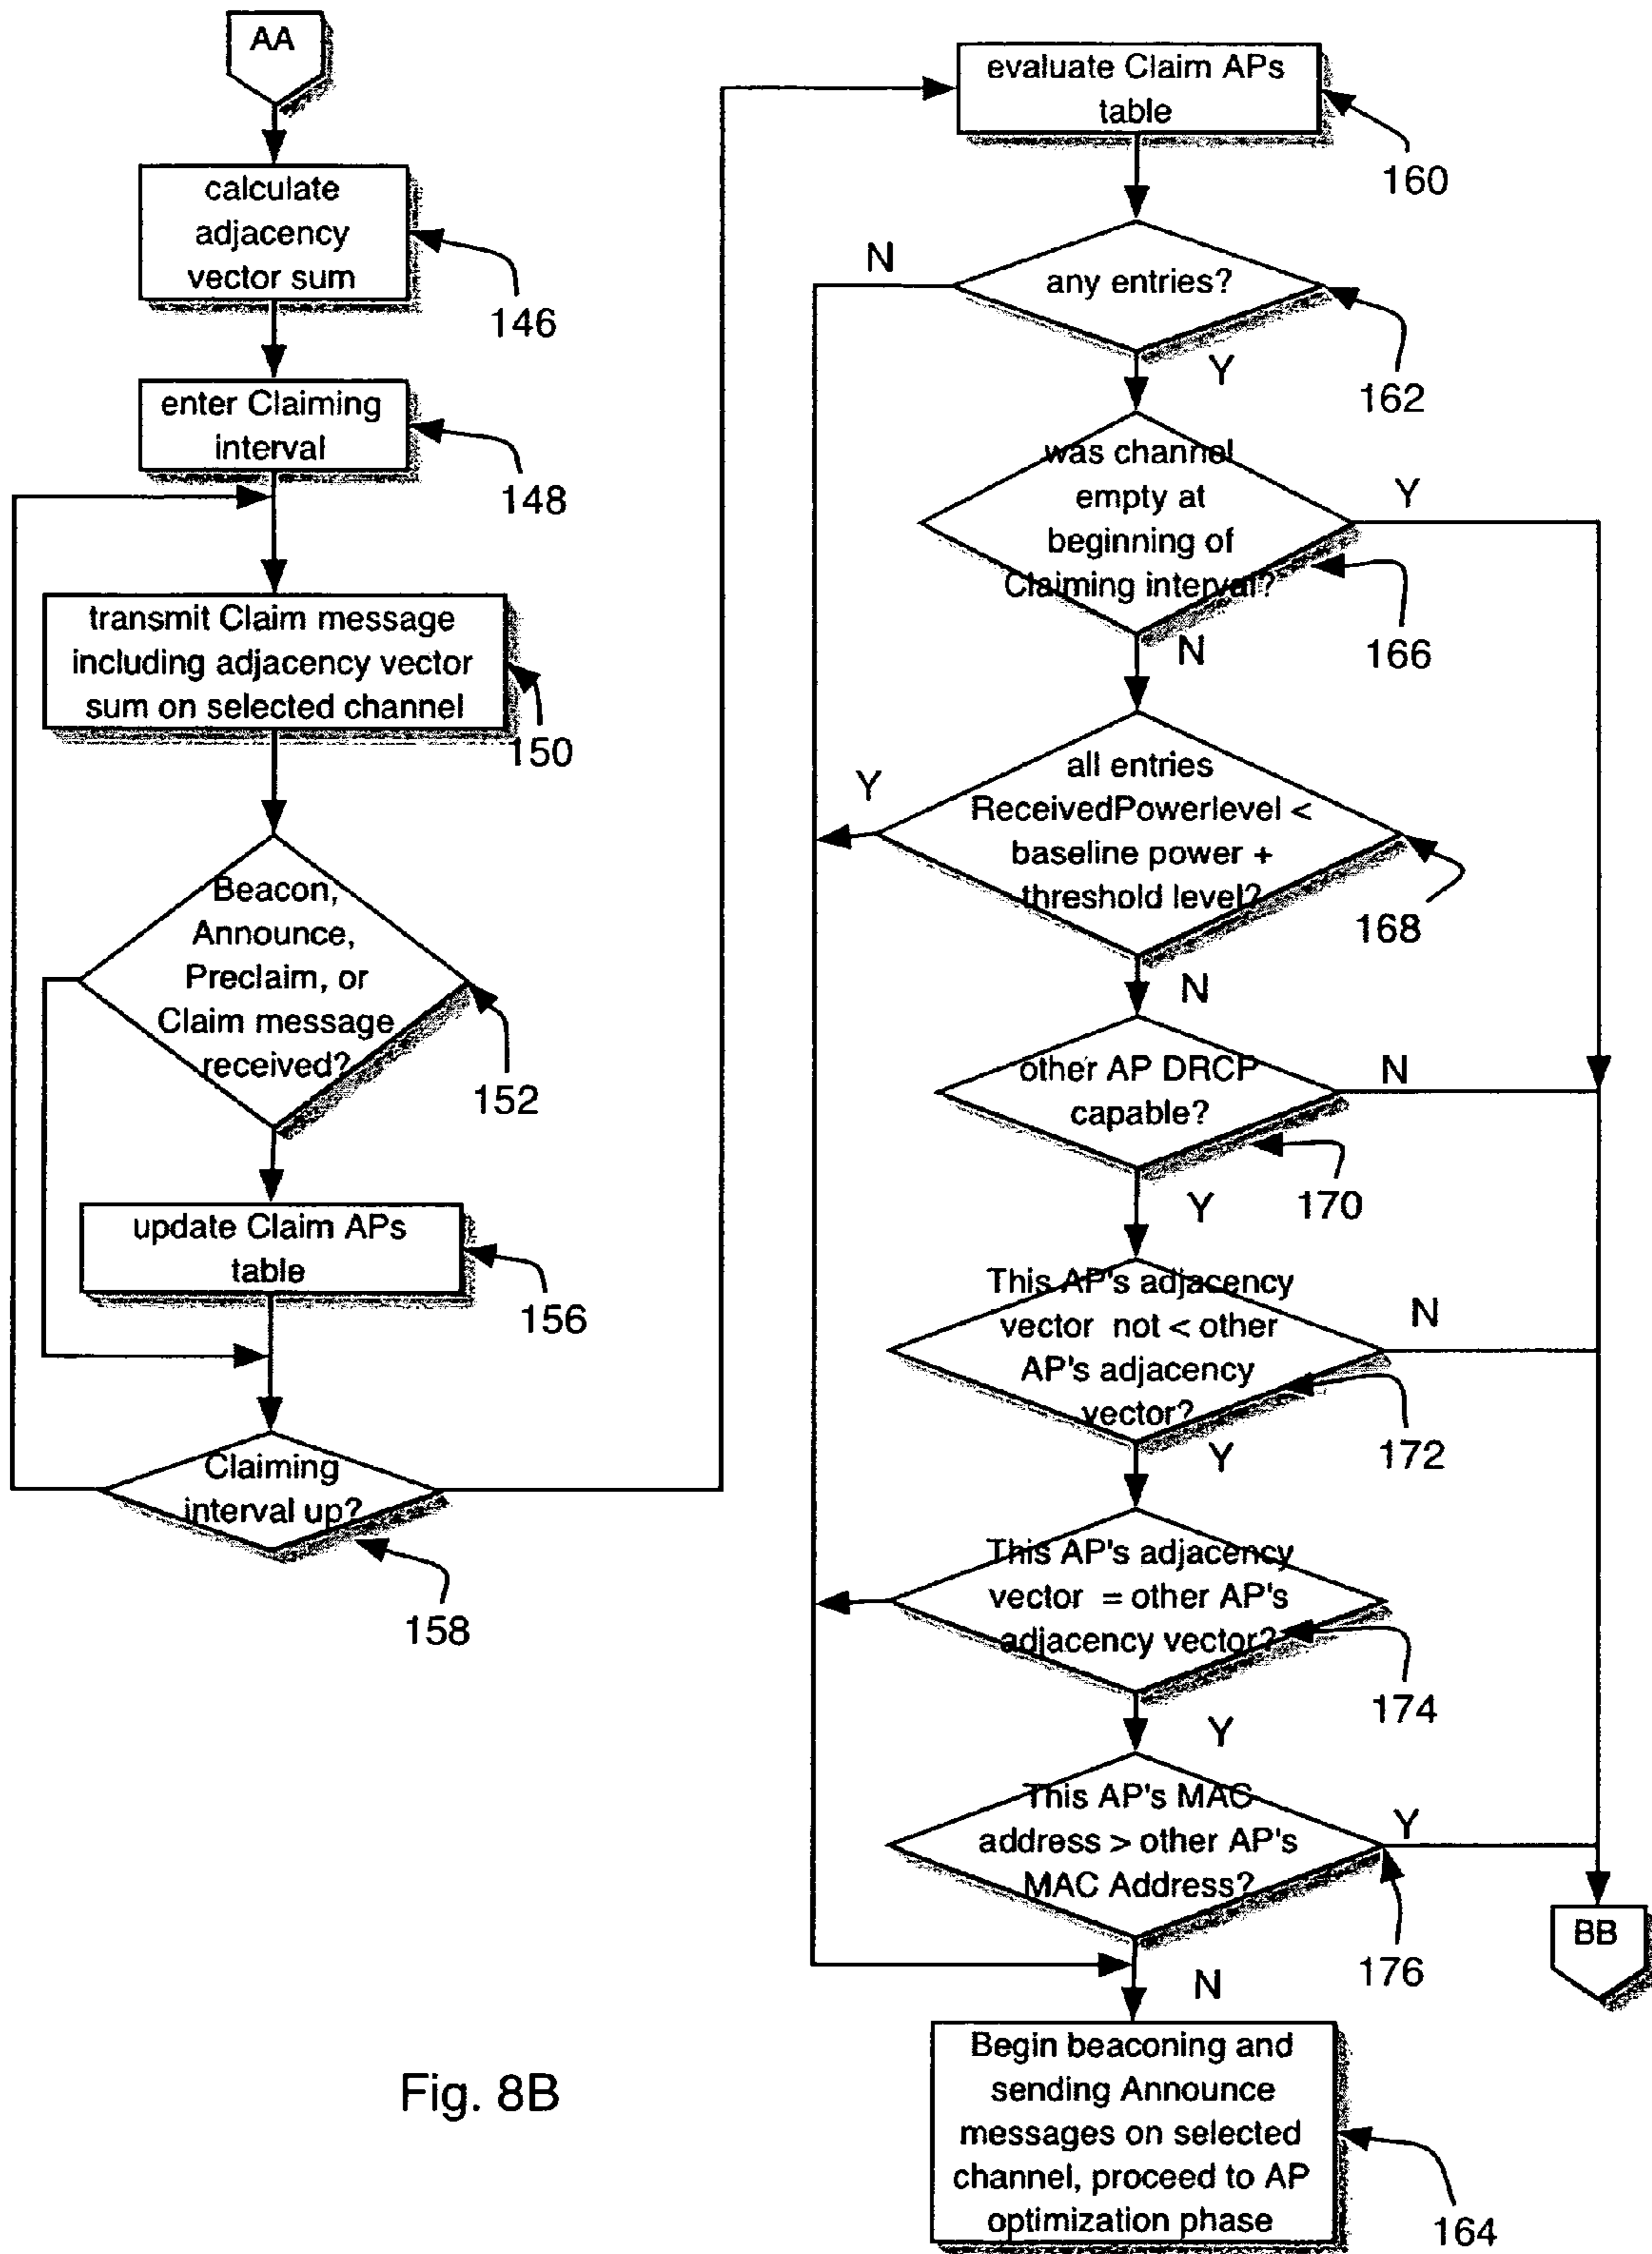 AA
calculate
adjacency
vector sum
146
enter Claiming
interval
148
transmit Claim message
including adjacency vector
sum on selected channel
150
Beacon,
Announce,
Preclaim, or
Claim message
received?
152
update Claim APs
table
156
Claiming
interval up?
158
evaluate Claim APs
table
160
any entries?
N
Y
162
was channel
empty at
beginning of
Claiming interval?
Y
N
166
all entries
ReceivedPowerlevel <
baseline power +
threshold level?
Y
N
168
other AP DRCP
capable?
N
Y
170
This AP's adjacency
vector not < other
AP's adjacency
vector?
N
Y
172
This AP's adjacency
vector = other AP's
adjacency vector?
Y
174
This AP's MAC
address > other AP's
MAC Address?
Y
N
176
BB
Begin beaconing and
sending Announce
messages on selected
channel, proceed to AP
optimization phase
164
Fig. 8B